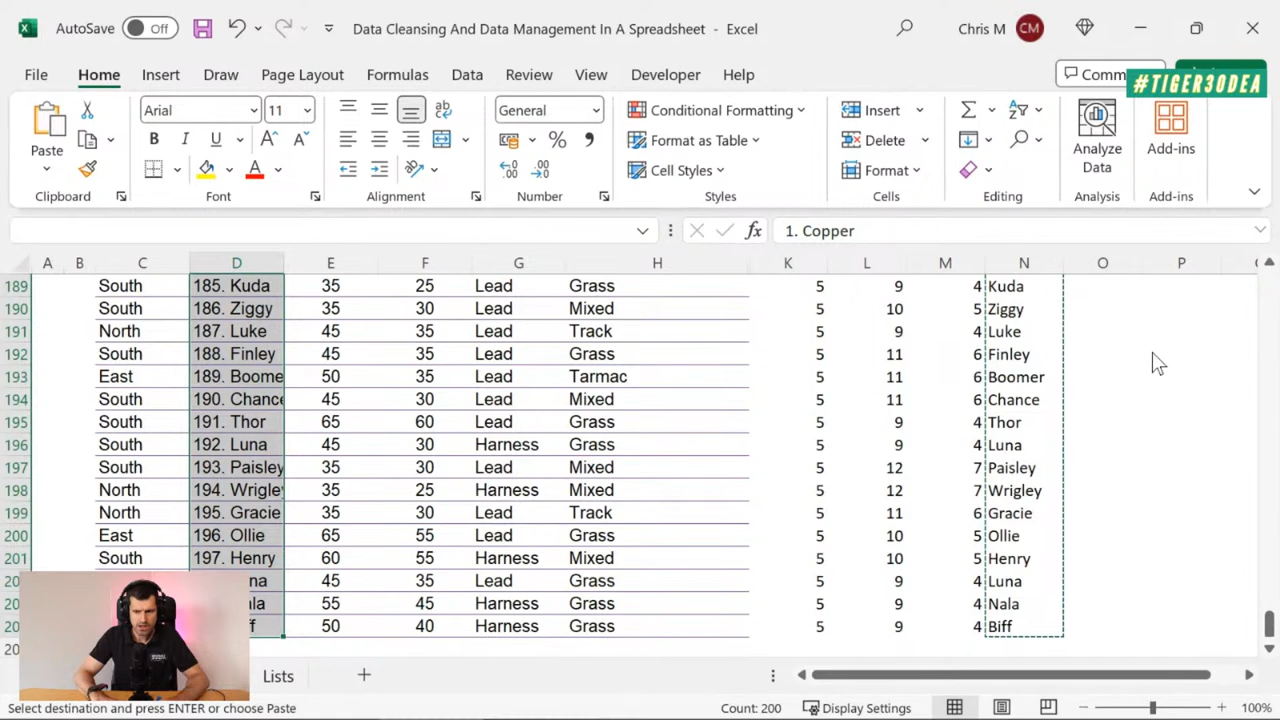 AutoSave Off Data Cleansing And Data Management In A Spreadsheet - Excel Chris M CM
File Home Insert Draw Page Layout Formulas Data Review View Developer Help
#TIGER30DEA
Paste
Clipboard
Arial 11
B I U
Font
Alignment
General
Number
Conditional Formatting
Format as Table
Cell Styles
Styles
Insert
Delete
Format
Cells
Editing
Analyze Data
Analysis
Add-ins
Add-ins
fx 1. Copper
A B C D E F G H K L M N O P
189 South 185. Kuda 35 25 Lead Grass 5 9 4 Kuda
190 South 186. Ziggy 35 30 Lead Mixed 5 10 5 Ziggy
191 North 187. Luke 45 35 Lead Track 5 9 4 Luke
192 South 188. Finley 45 30 Lead Grass 5 11 6 Finley
193 East 189. Boome 50 35 Lead Tarmac 5 11 6 Boomer
194 South 190. Chance 45 30 Lead Mixed 5 11 6 Chance
195 South 191. Thor 65 60 Lead Grass 5 9 4 Thor
196 South 192. Luna 45 30 Harness Grass 5 9 4 Luna
197 South 193. Paisley 35 30 Lead Mixed 5 12 7 Paisley
198 North 194. Wrigley 35 25 Harness Mixed 5 12 7 Wrigley
199 North 195. Gracie 35 30 Lead Track 5 11 6 Gracie
200 East 196. Ollie 65 55 Lead Grass 5 10 5 Ollie
201 South 197. Henry 60 55 Harness Mixed 5 10 5 Henry
45 35 Lead Grass 5 9 4 Luna
55 45 Harness Grass 5 9 4 Nala
50 40 Harness Grass 5 9 4 Biff
Lists
Select destination and press ENTER or choose Paste Count: 200 Display Settings 100%